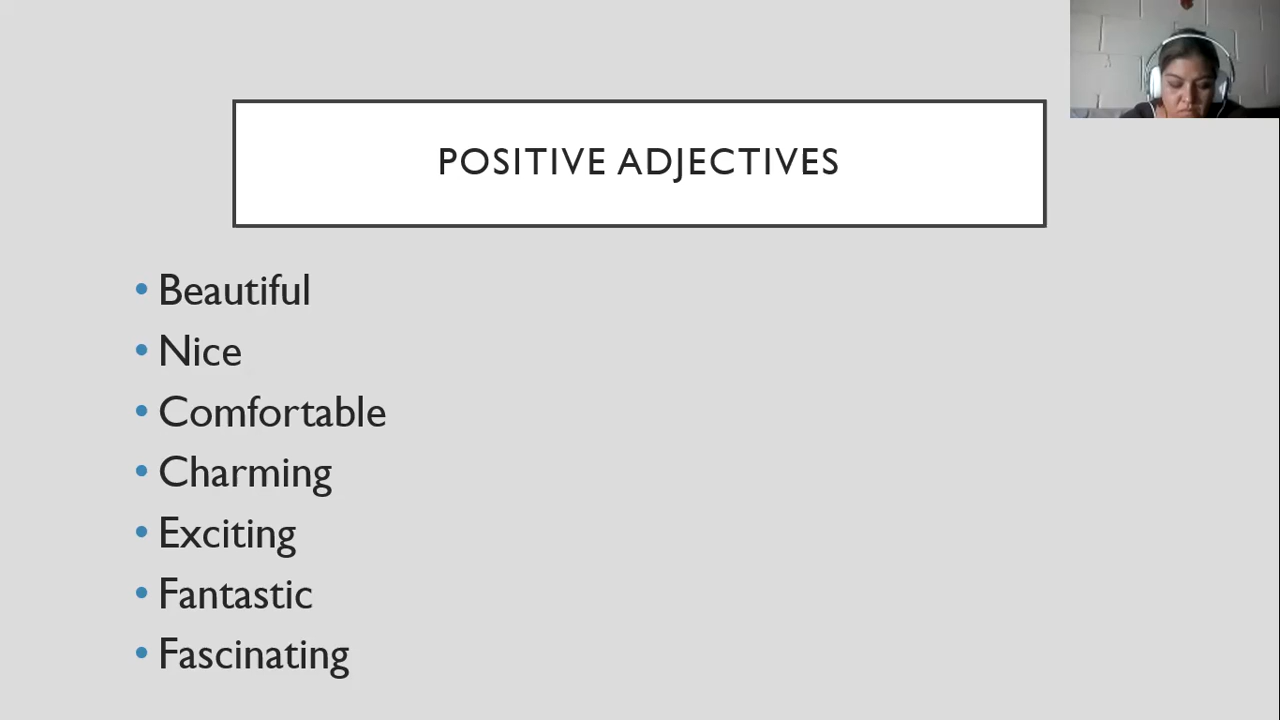 POSITIVE ADJECTIVES
• Beautiful
• Nice
• Comfortable
• Charming
• Exciting
• Fantastic
• Fascinating